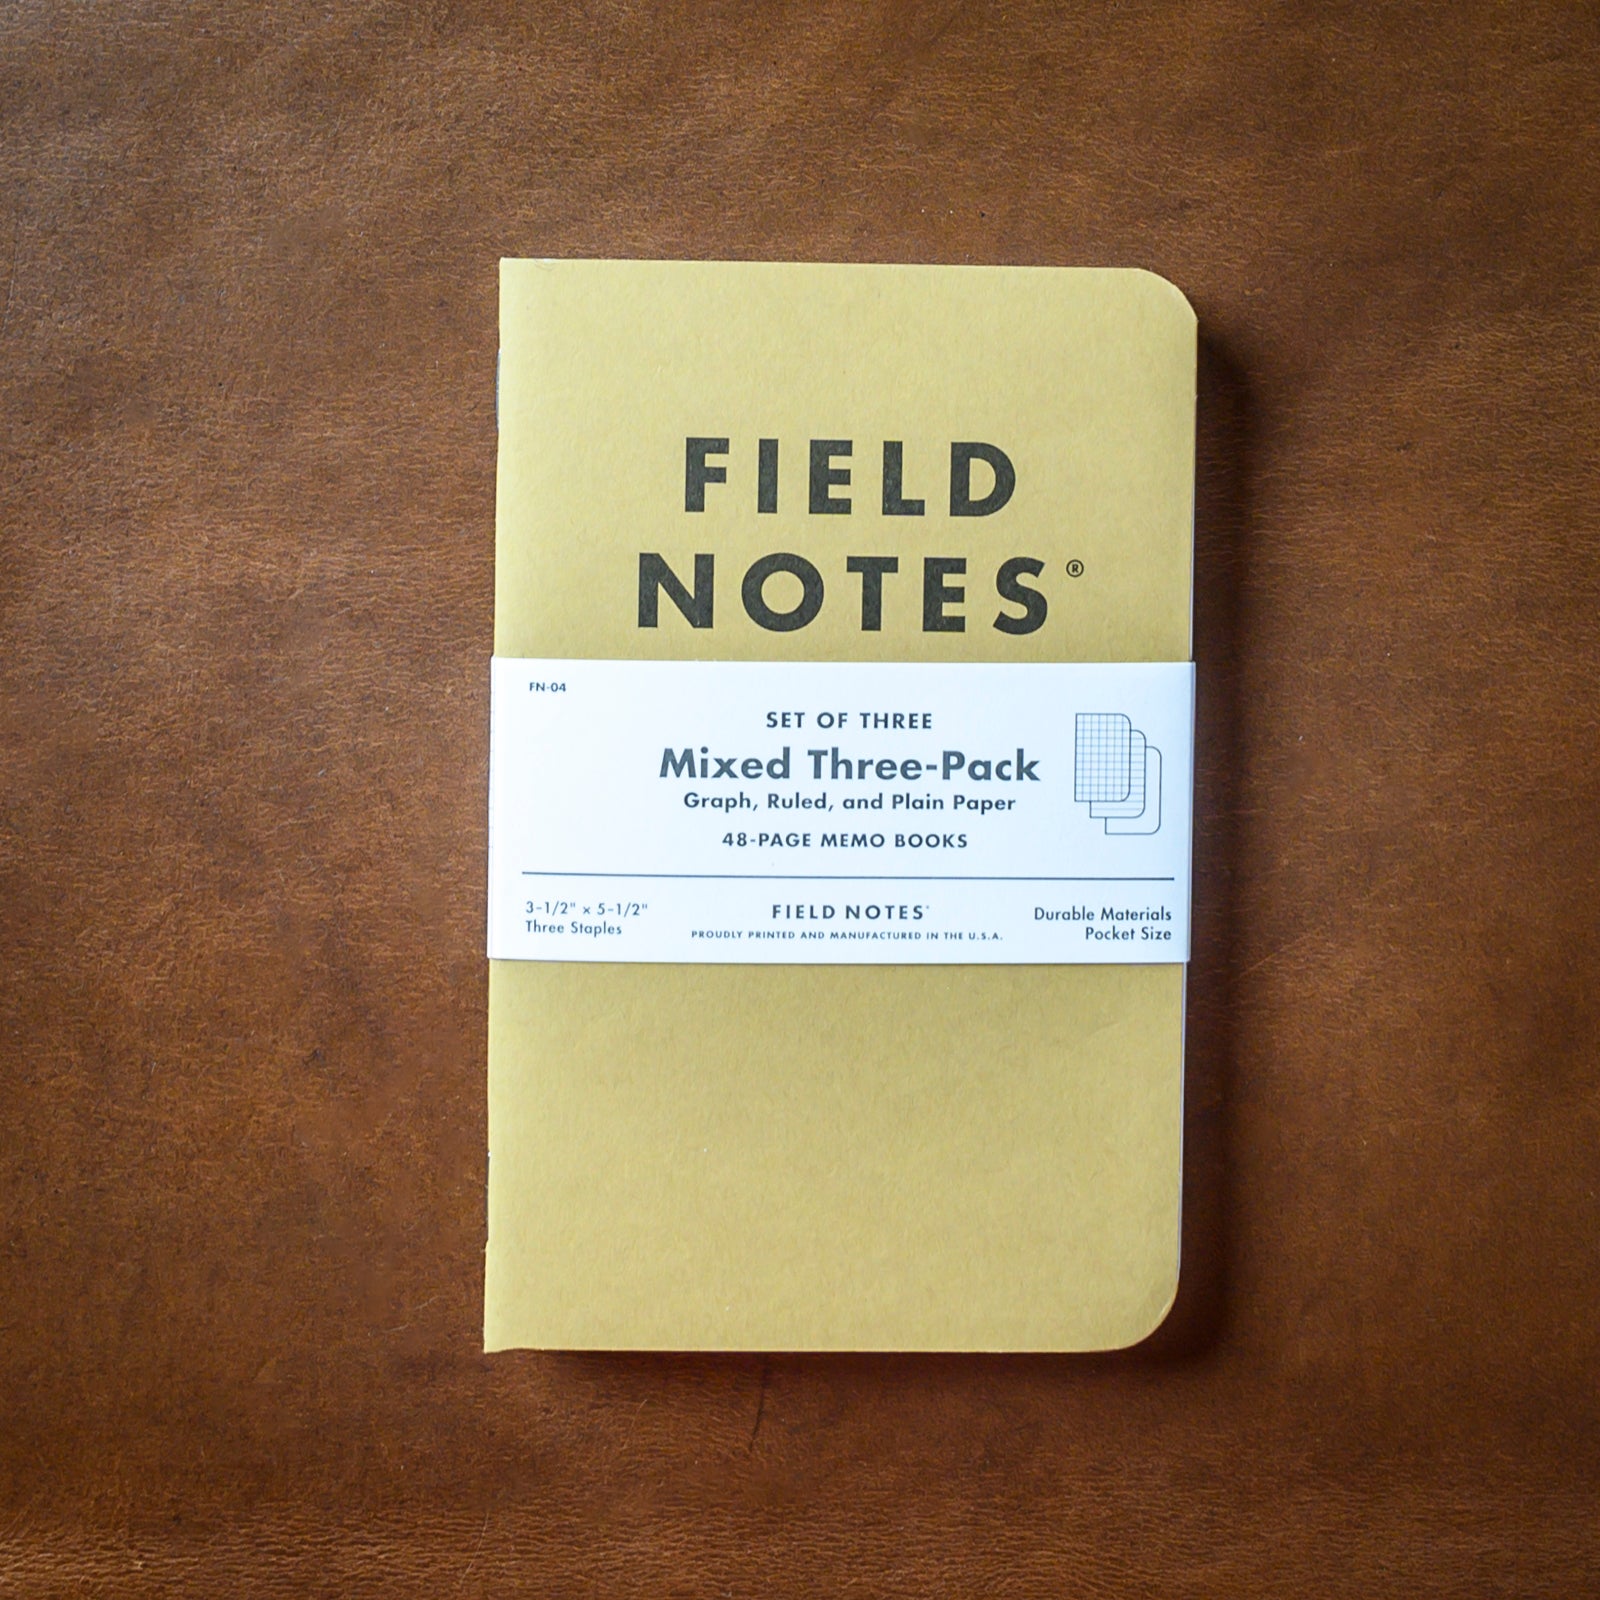 FIELD
NOTES®
FN-04
SET OF THREE
Mixed Three-Pack
Graph, Ruled, and Plain Paper
48-PAGE MEMO BOOKS
3-1/2" × 5-1/2"
Three Staples
FIELD NOTES®
PROUDLY PRINTED AND MANUFACTURED IN THE U.S.A.
Durable Materials
Pocket Size